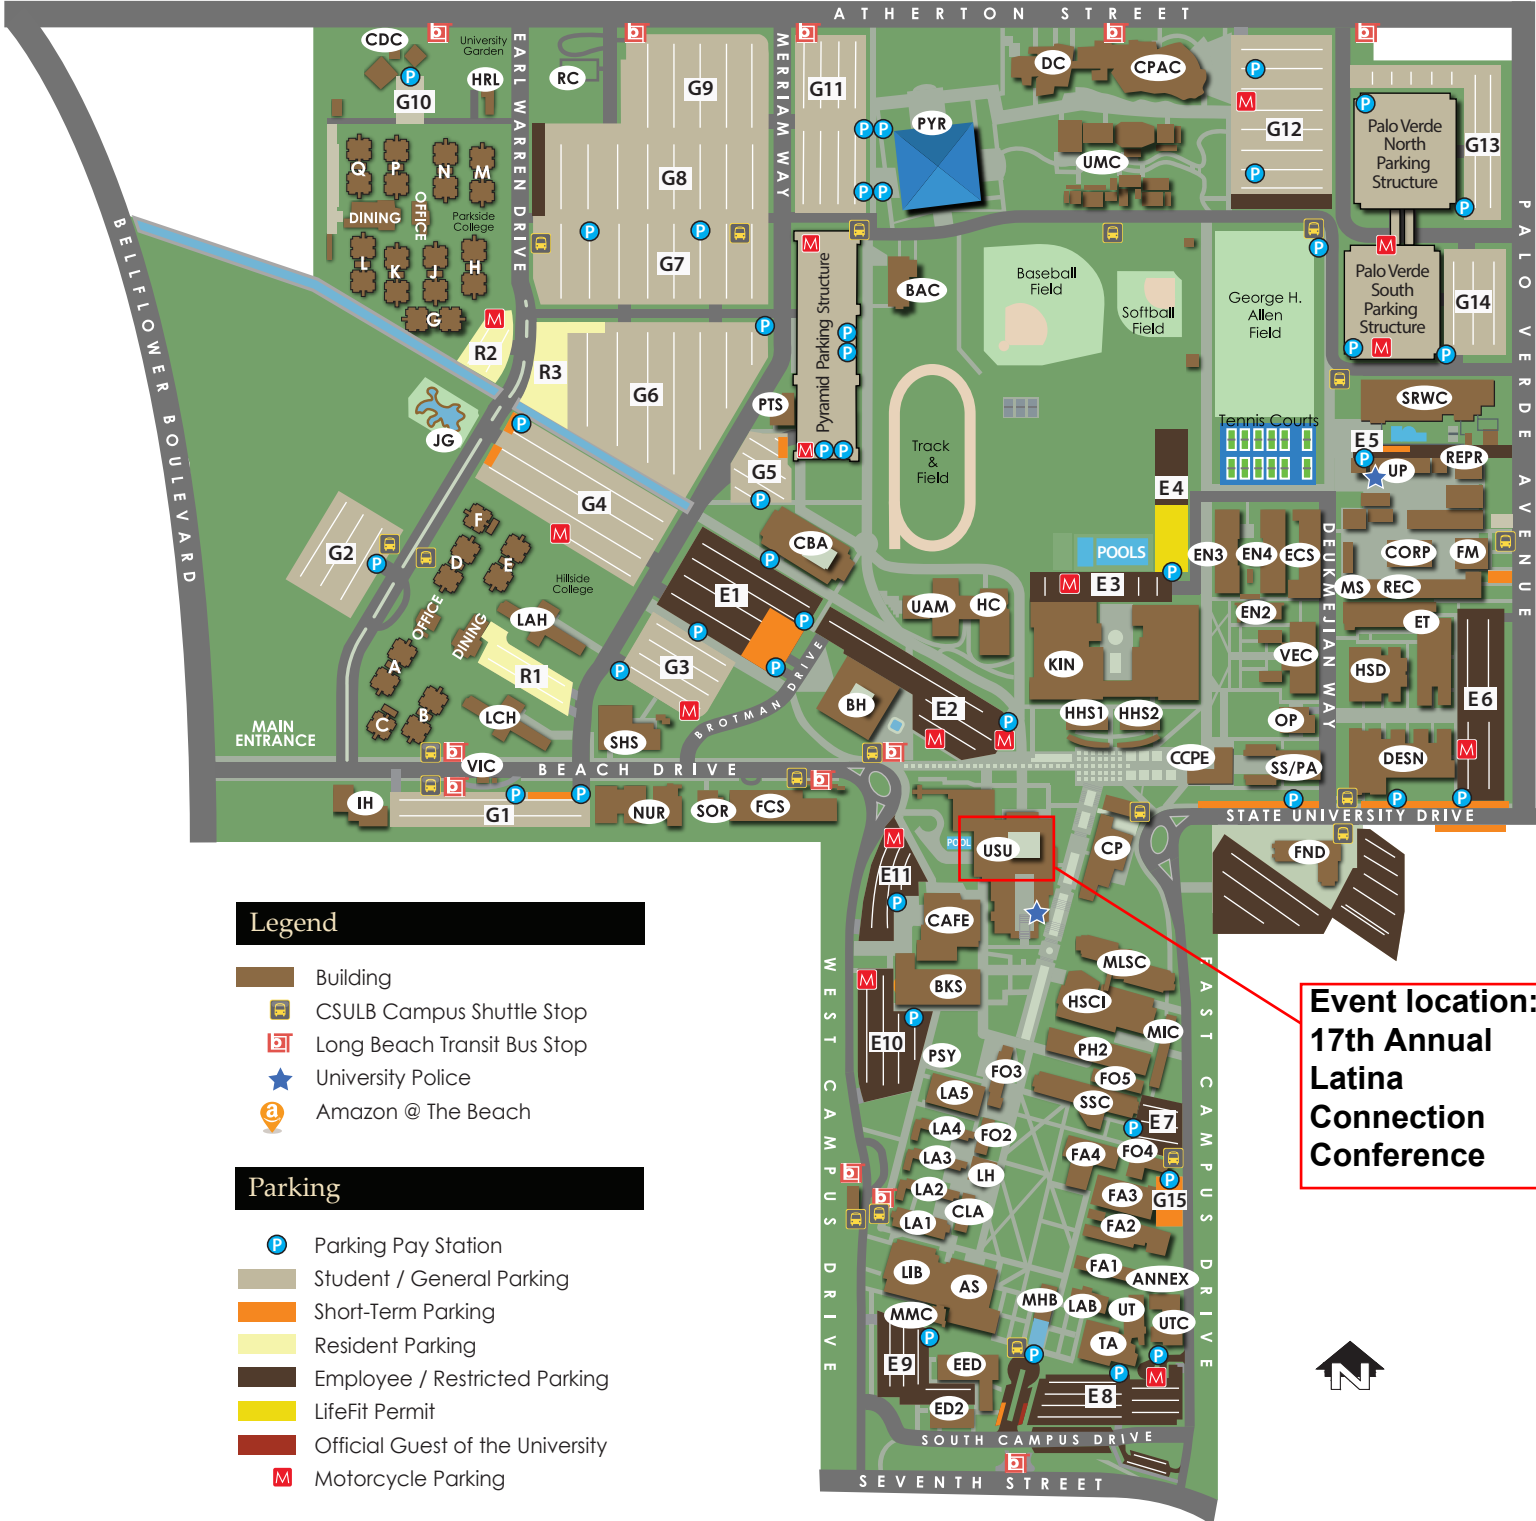 ATHERTON STREET
CDC
University
Garden
HRL
G10
EARL WARREN DRIVE
RC
G9
MERRIAM WAY
G11
PYR
DC
CPAC
UMC
G12
Palo Verde
North
Parking
Structure
G13
Q
P
N
M
OFFICE
DINING
Parkside
College
L
K
J
H
G
G8
G7
Pyramid Parking Structure
BAC
Baseball
Field
Softball
Field
George H.
Allen
Field
Palo Verde
South
Parking
Structure
G14
PALO VERDE AVENUE
BELLFLOWER BOULEVARD
R2
R3
G6
JG
PTS
G5
Track
&
Field
Tennis Courts
SRWC
E5
UP
REPR
E4
G4
G2
F
D
E
Hillside
College
OFFICE
DINING
LAH
R1
A
B
C
LCH
CBA
E1
G3
BROTMAN DRIVE
UAM
HC
POOLS
E3
EN3
EN4
ECS
DEUKMEJIAN WAY
CORP
FM
MS
REC
EN2
ET
KIN
VEC
HSD
E6
BH
E2
HHS1
HHS2
OP
SHS
MAIN
ENTRANCE
VIC
BEACH DRIVE
CCPE
SS/PA
DESN
IH
G1
NUR
SOR
FCS
STATE UNIVERSITY DRIVE
POOL
USU
CP
FND
E11
CAFE
WEST CAMPUS DRIVE
EAST CAMPUS DRIVE
BKS
MLSC
HSCI
MIC
E10
PSY
PH2
FO3
FO5
LA5
SSC
E7
LA4
FO2
LA3
FA4
FO4
LH
LA2
FA3
G15
CLA
LA1
FA2
LIB
AS
FA1
ANNEX
MHB
LAB
UT
MMC
UTC
TA
E9
EED
E8
ED2
SOUTH CAMPUS DRIVE
SEVENTH STREET
Event location:
17th Annual
Latina
Connection
Conference
N
Legend
Building
CSULB Campus Shuttle Stop
Long Beach Transit Bus Stop
University Police
Amazon @ The Beach
Parking
P Parking Pay Station
Student / General Parking
Short-Term Parking
Resident Parking
Employee / Restricted Parking
LifeFit Permit
Official Guest of the University
M Motorcycle Parking